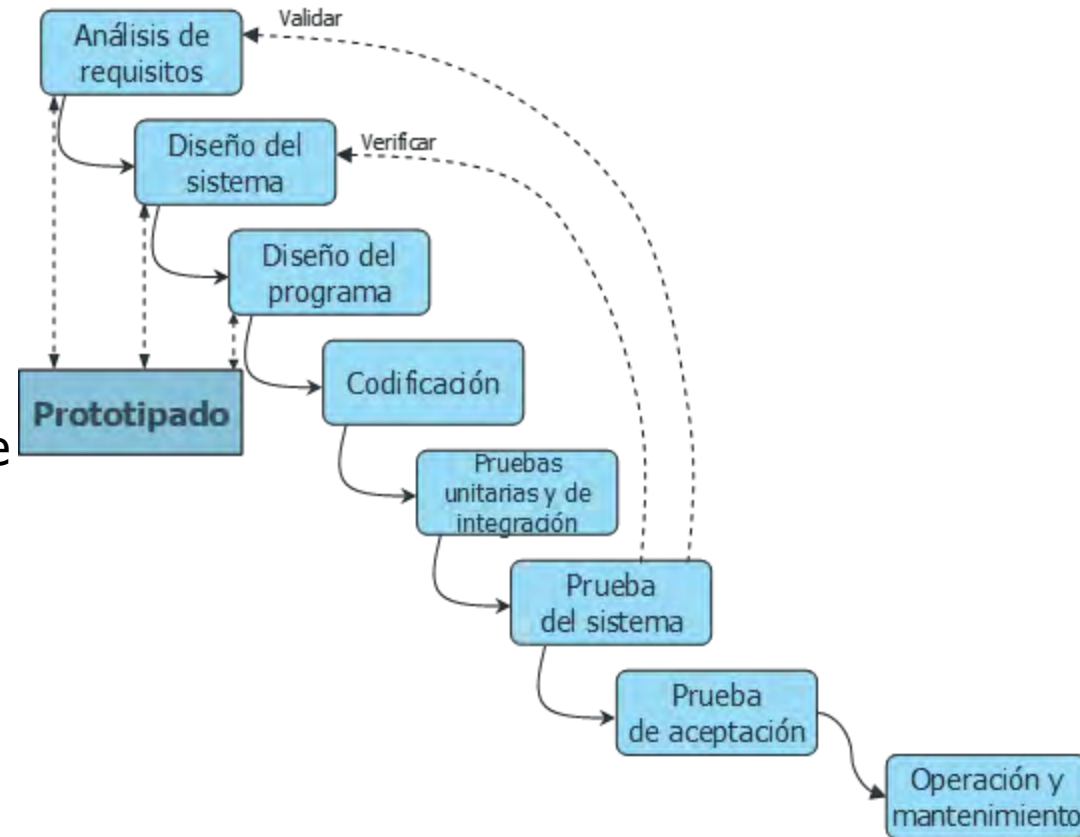 Validar
Análisis de
requisitos
Verificar
Diseño del
sistema
Diseño del
programa
Codificación
Prototipado
e
Pruebas
unitarias y de
integración
Prueba
del sistema
Prueba
de aceptación
Operación y
mantenimiento